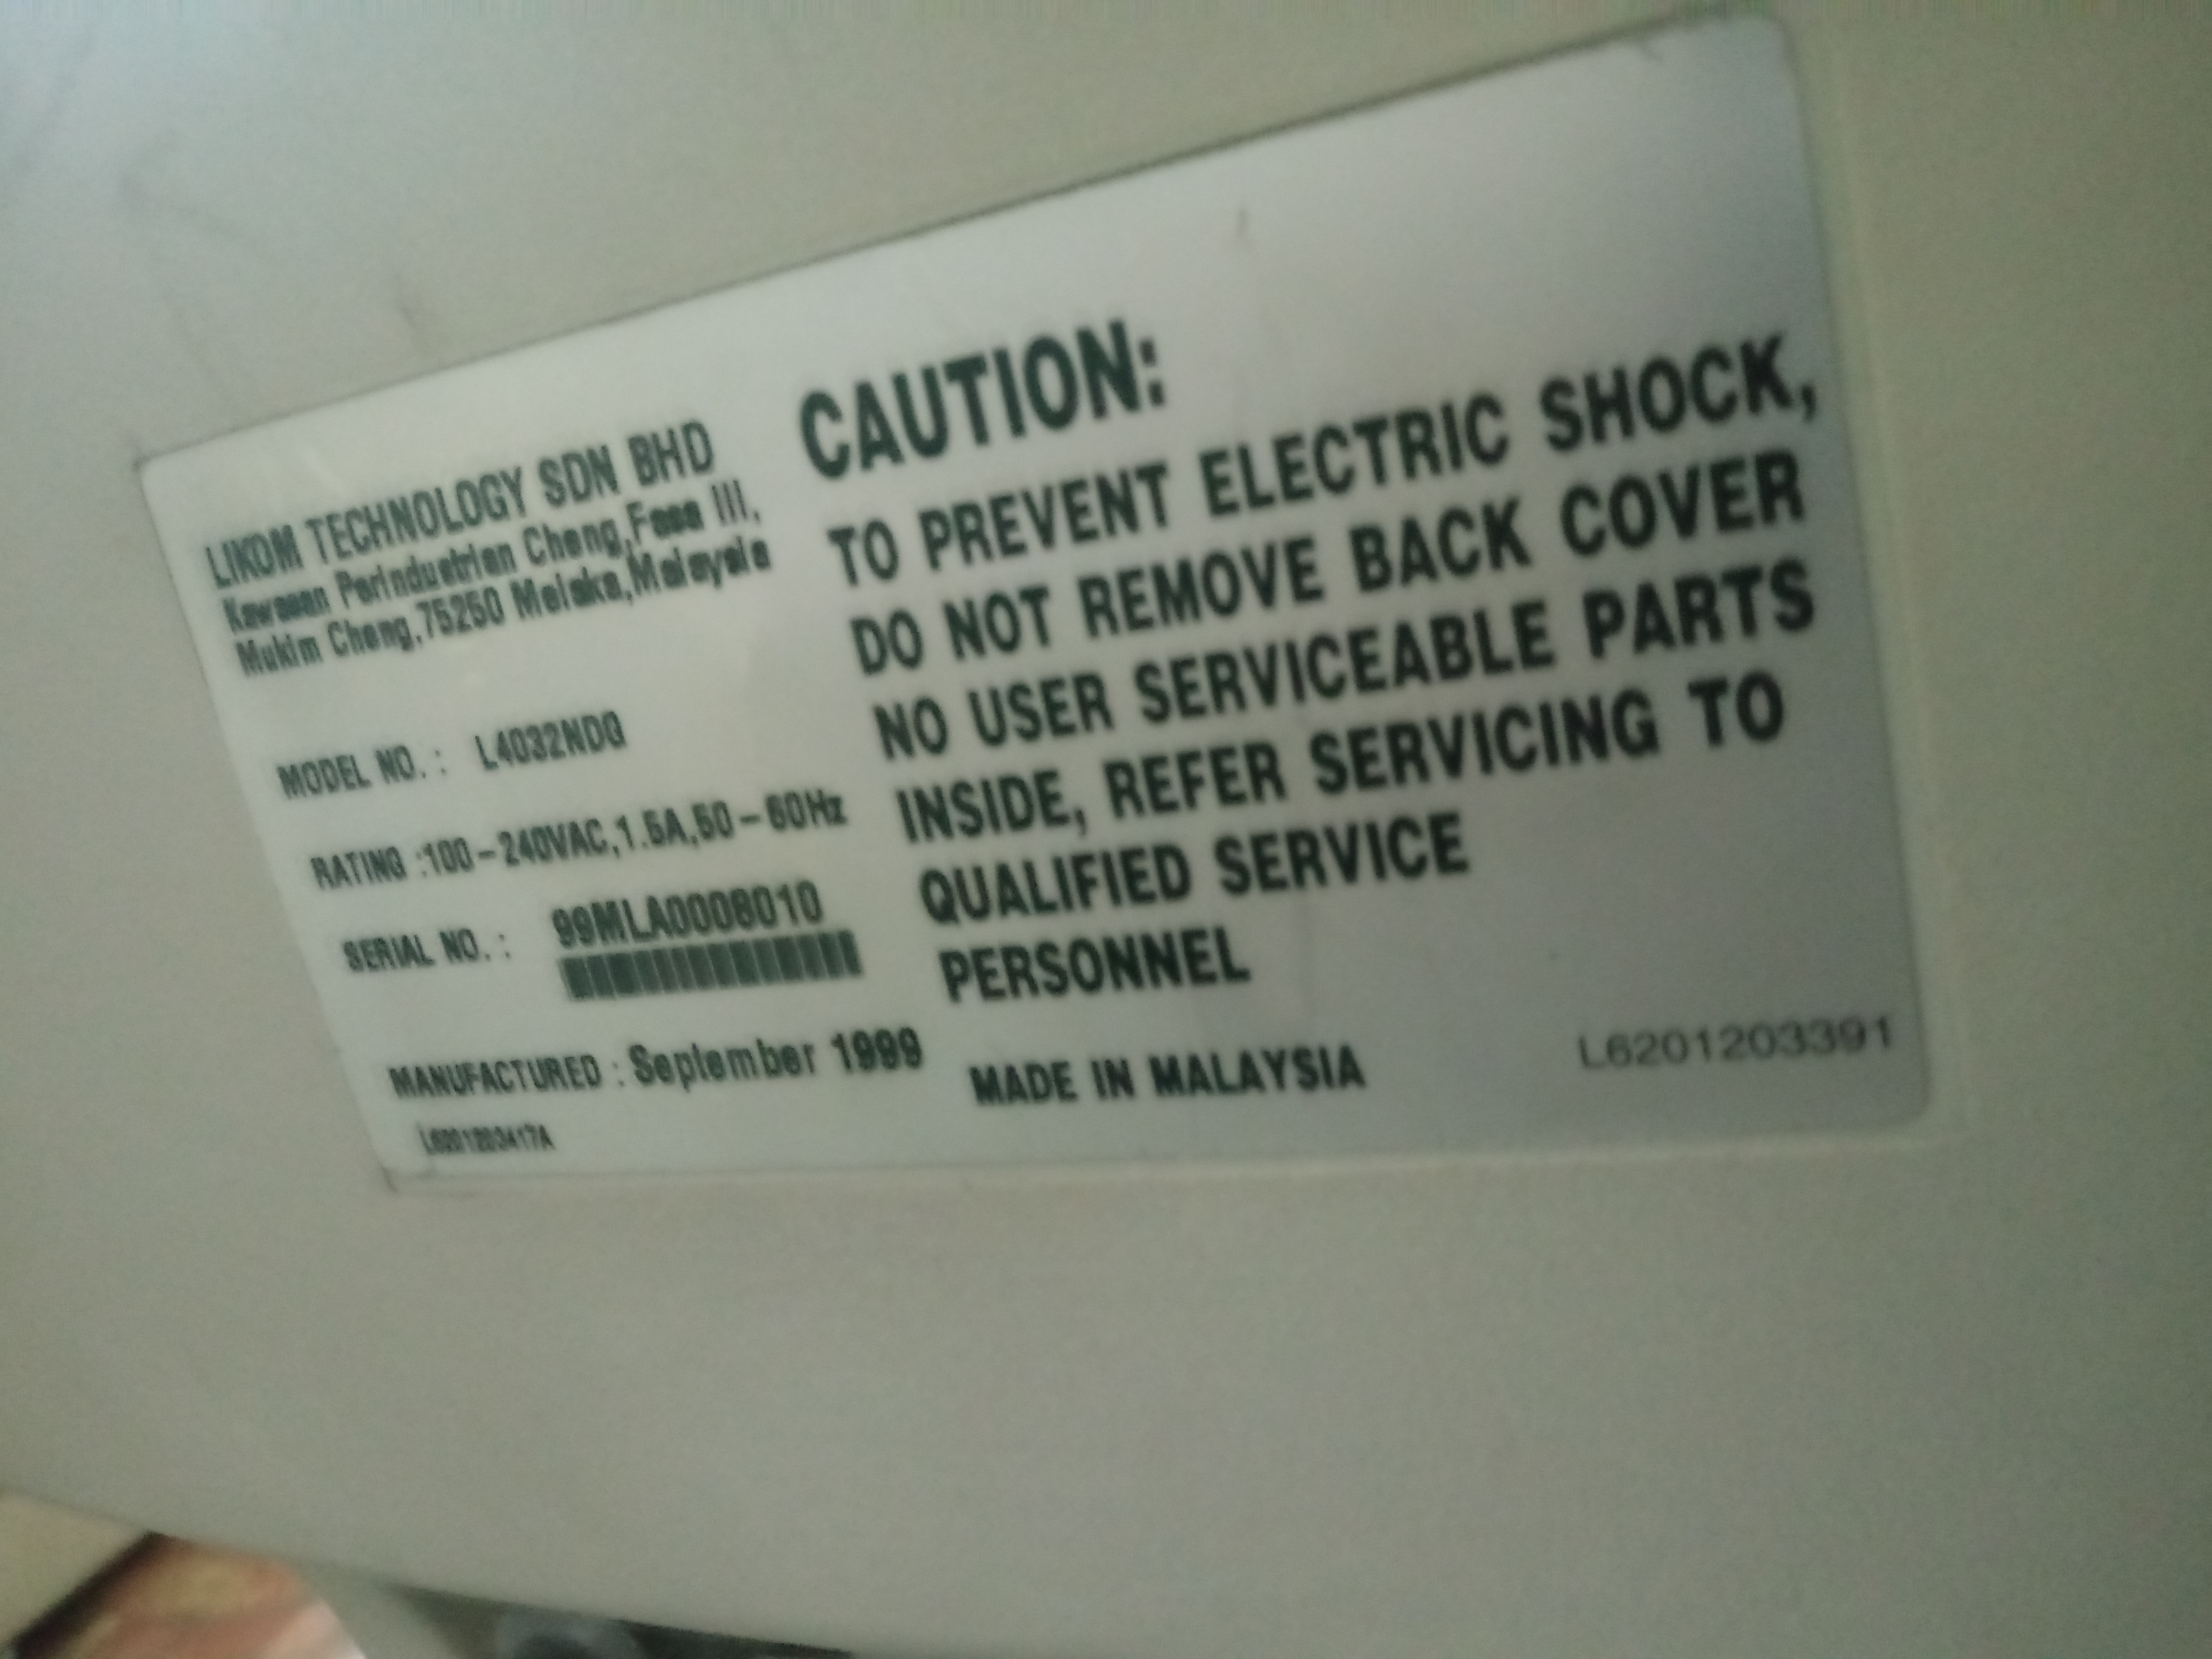 LIKOM TECHNOLOGY SDN BHD
Kawasan Perindustrian Cheng,Fasa III,
Mukim Cheng,75250 Melaka,Malaysia
MODEL NO. : L4032NDG
RATING :100-240VAC,1.5A,50-60Hz
SERIAL NO. : 99MLA0008010
MANUFACTURED : September 1999
L6201203417A
CAUTION:
TO PREVENT ELECTRIC SHOCK,
DO NOT REMOVE BACK COVER
NO USER SERVICEABLE PARTS
INSIDE, REFER SERVICING TO
QUALIFIED SERVICE
PERSONNEL
MADE IN MALAYSIA
L6201203391